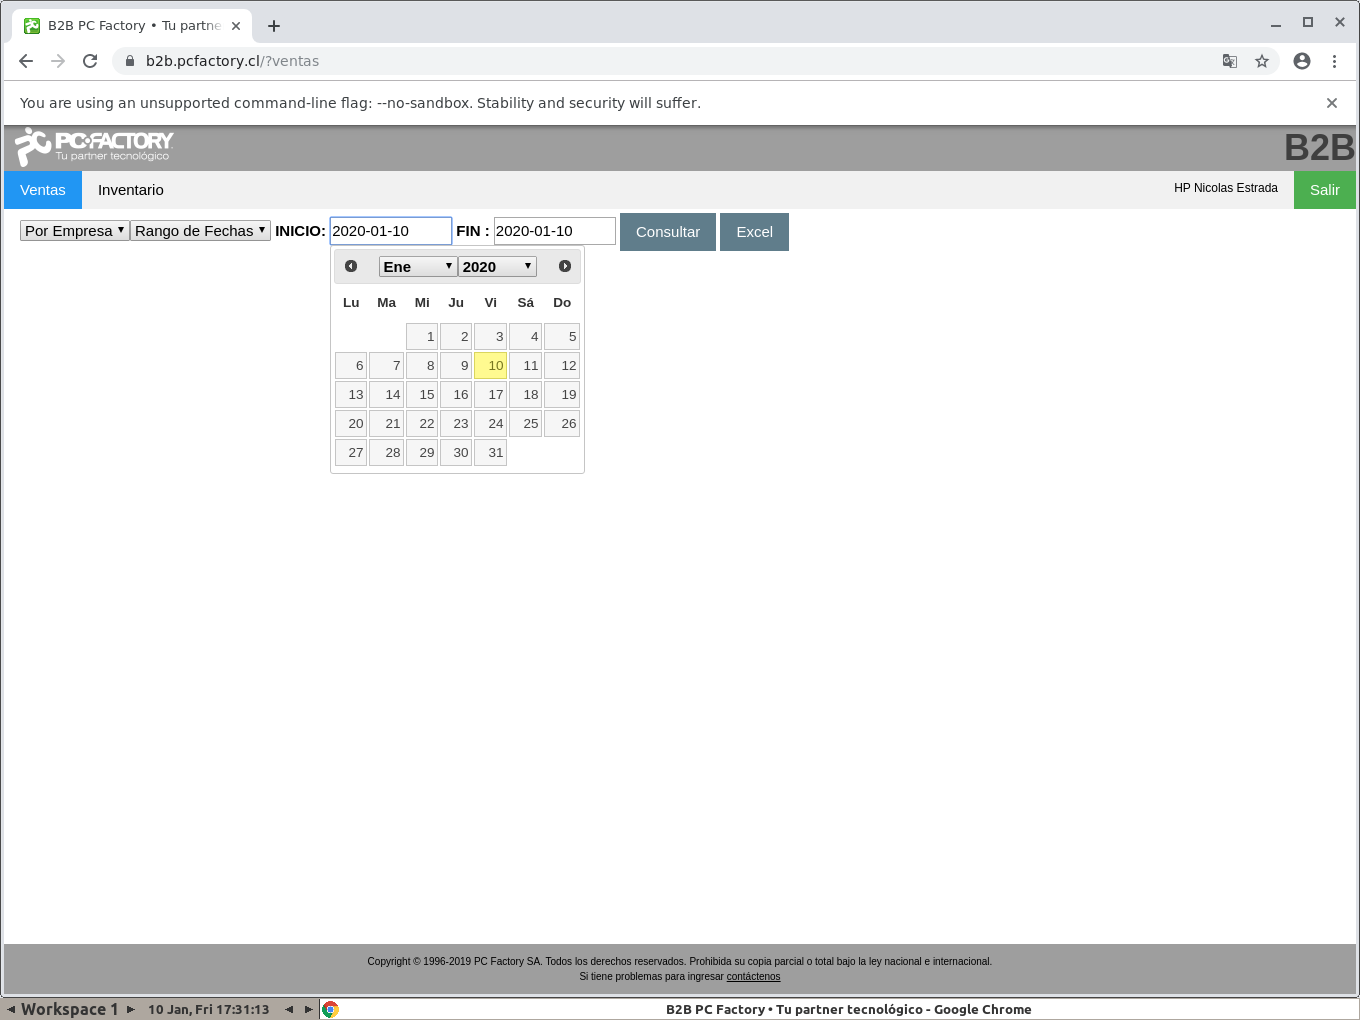 B2B PC Factory • Tu partne
b2b.pcfactory.cl/?ventas
You are using an unsupported command-line flag: --no-sandbox. Stability and security will suffer.
PC FACTORY
Tu partner tecnológico
B2B
Ventas Inventario HP Nicolas Estrada Salir
Por Empresa Rango de Fechas INICIO: 2020-01-10 FIN : 2020-01-10 Consultar Excel
Ene 2020
Lu Ma Mi Ju Vi Sá Do
1 2 3 4 5
6 7 8 9 10 11 12
13 14 15 16 17 18 19
20 21 22 23 24 25 26
27 28 29 30 31
Copyright © 1996-2019 PC Factory SA. Todos los derechos reservados. Prohibida su copia parcial o total bajo la ley nacional e internacional.
Si tiene problemas para ingresar contáctenos
Workspace 1 10 Jan, Fri 17:31:13 B2B PC Factory • Tu partner tecnológico - Google Chrome